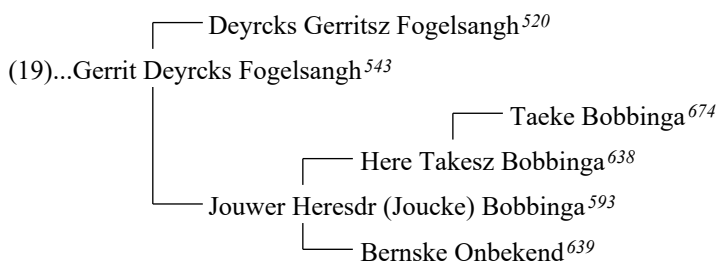 Deyrcks Gerritsz Fogelsangh520
(19)...Gerrit Deyrcks Fogelsangh543
Taeke Bobbinga674
Here Takesz Bobbinga638
Jouwer Heresdr (Joucke) Bobbinga593
Bernske Onbekend639